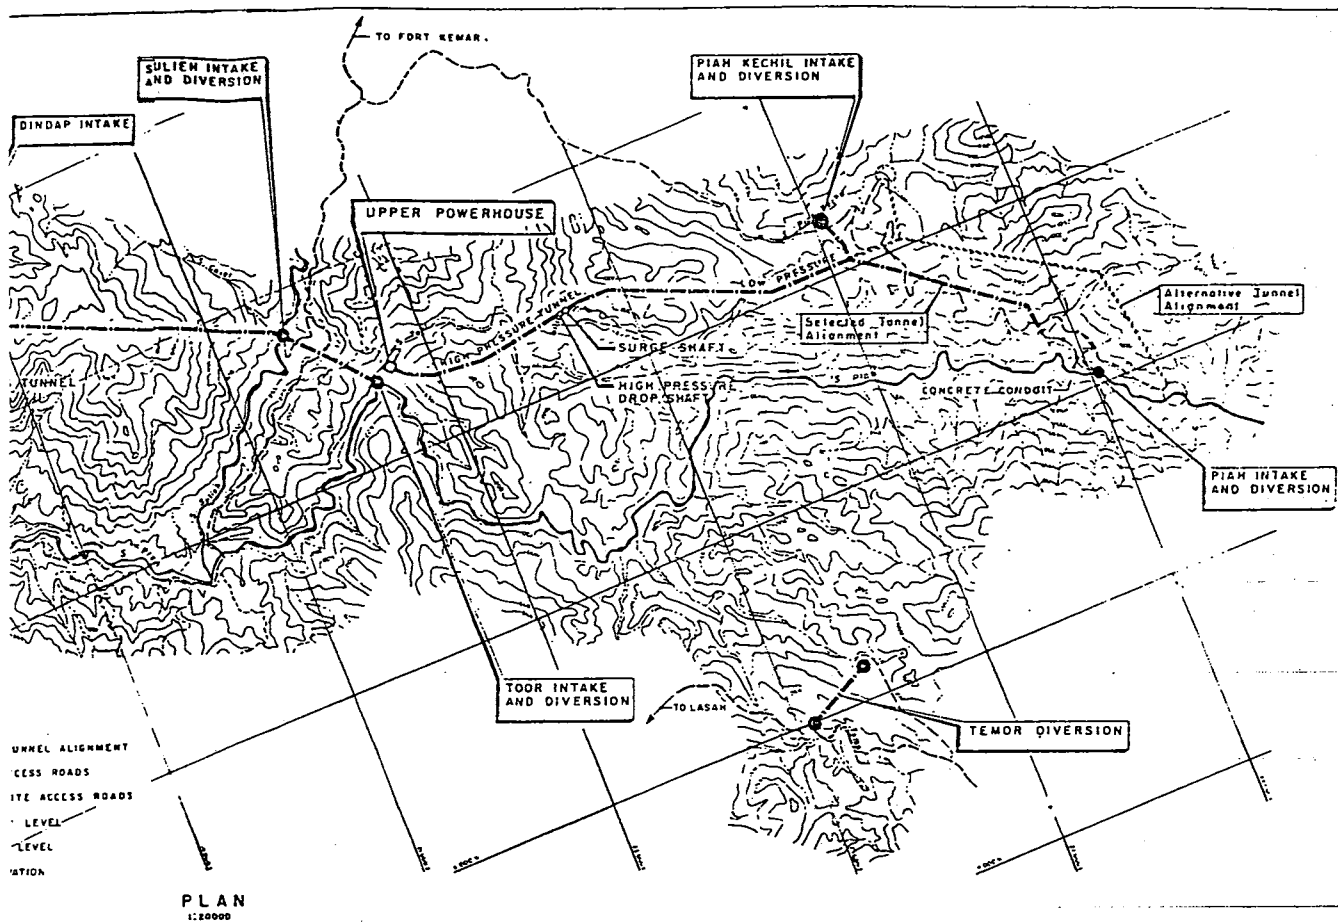 TO FORT KEMAR.
SULIEH INTAKE
AND DIVERSION
PIAH KECHIL INTAKE
AND DIVERSION
DINDAP INTAKE
UPPER POWERHOUSE
LOW PRESSURE
HIGH PRESSURE TUNNEL
Alternative Tunnel
Alignment
Selected Tunnel
Alignment
SURGE SHAFT
HIGH PRESSURE
DROP SHAFT
TUNNEL
CONCRETE CONDUIT
PIAH INTAKE
AND DIVERSION
TOOR INTAKE
AND DIVERSION
TO LASAH
TEMOR DIVERSION
UNNEL ALIGNMENT
CESS ROADS
ITE ACCESS ROADS
LEVEL
LEVEL
ATION
PLAN
1:20000